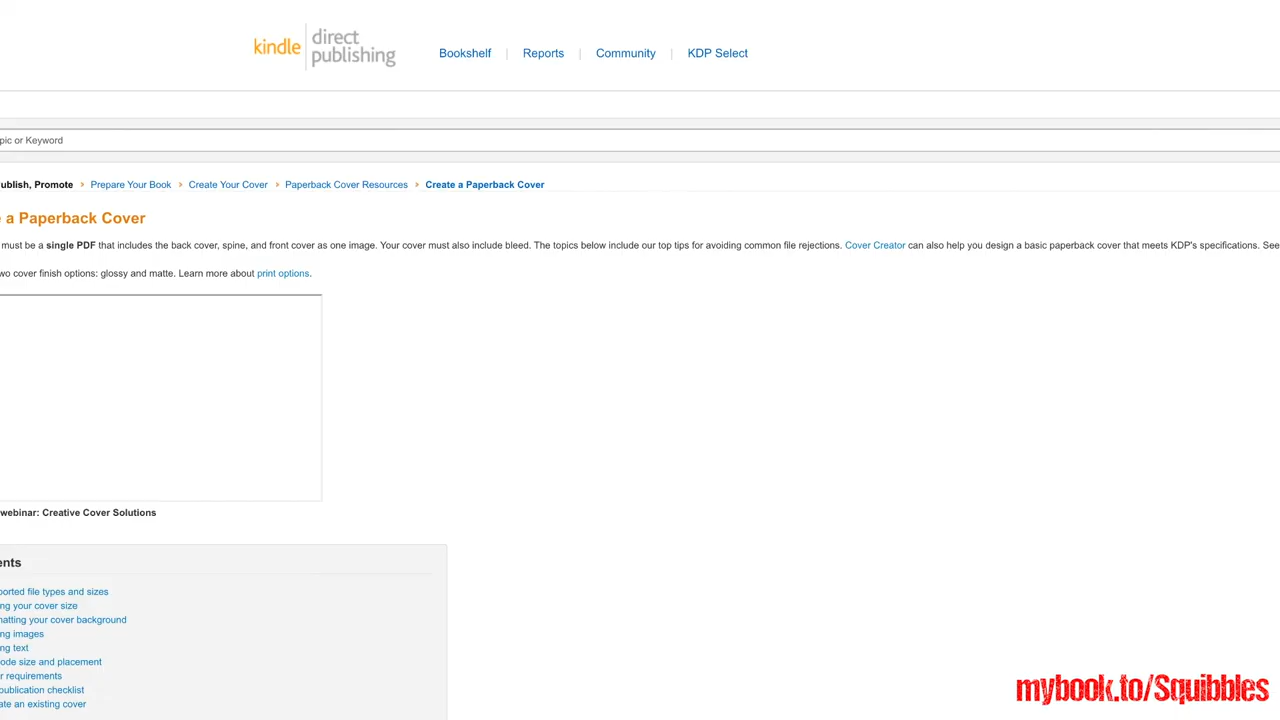 kindle direct publishing
Bookshelf | Reports | Community | KDP Select
pic or Keyword
ublish, Promote › Prepare Your Book › Create Your Cover › Paperback Cover Resources › Create a Paperback Cover
a Paperback Cover
must be a single PDF that includes the back cover, spine, and front cover as one image. Your cover must also include bleed. The topics below include our top tips for avoiding common file rejections. Cover Creator can also help you design a basic paperback cover that meets KDP's specifications. See
wo cover finish options: glossy and matte. Learn more about print options.
webinar: Creative Cover Solutions
ents
ported file types and sizes
ng your cover size
matting your cover background
ng images
ng text
ode size and placement
r requirements
publication checklist
ate an existing cover
mybook.to/Squibbles